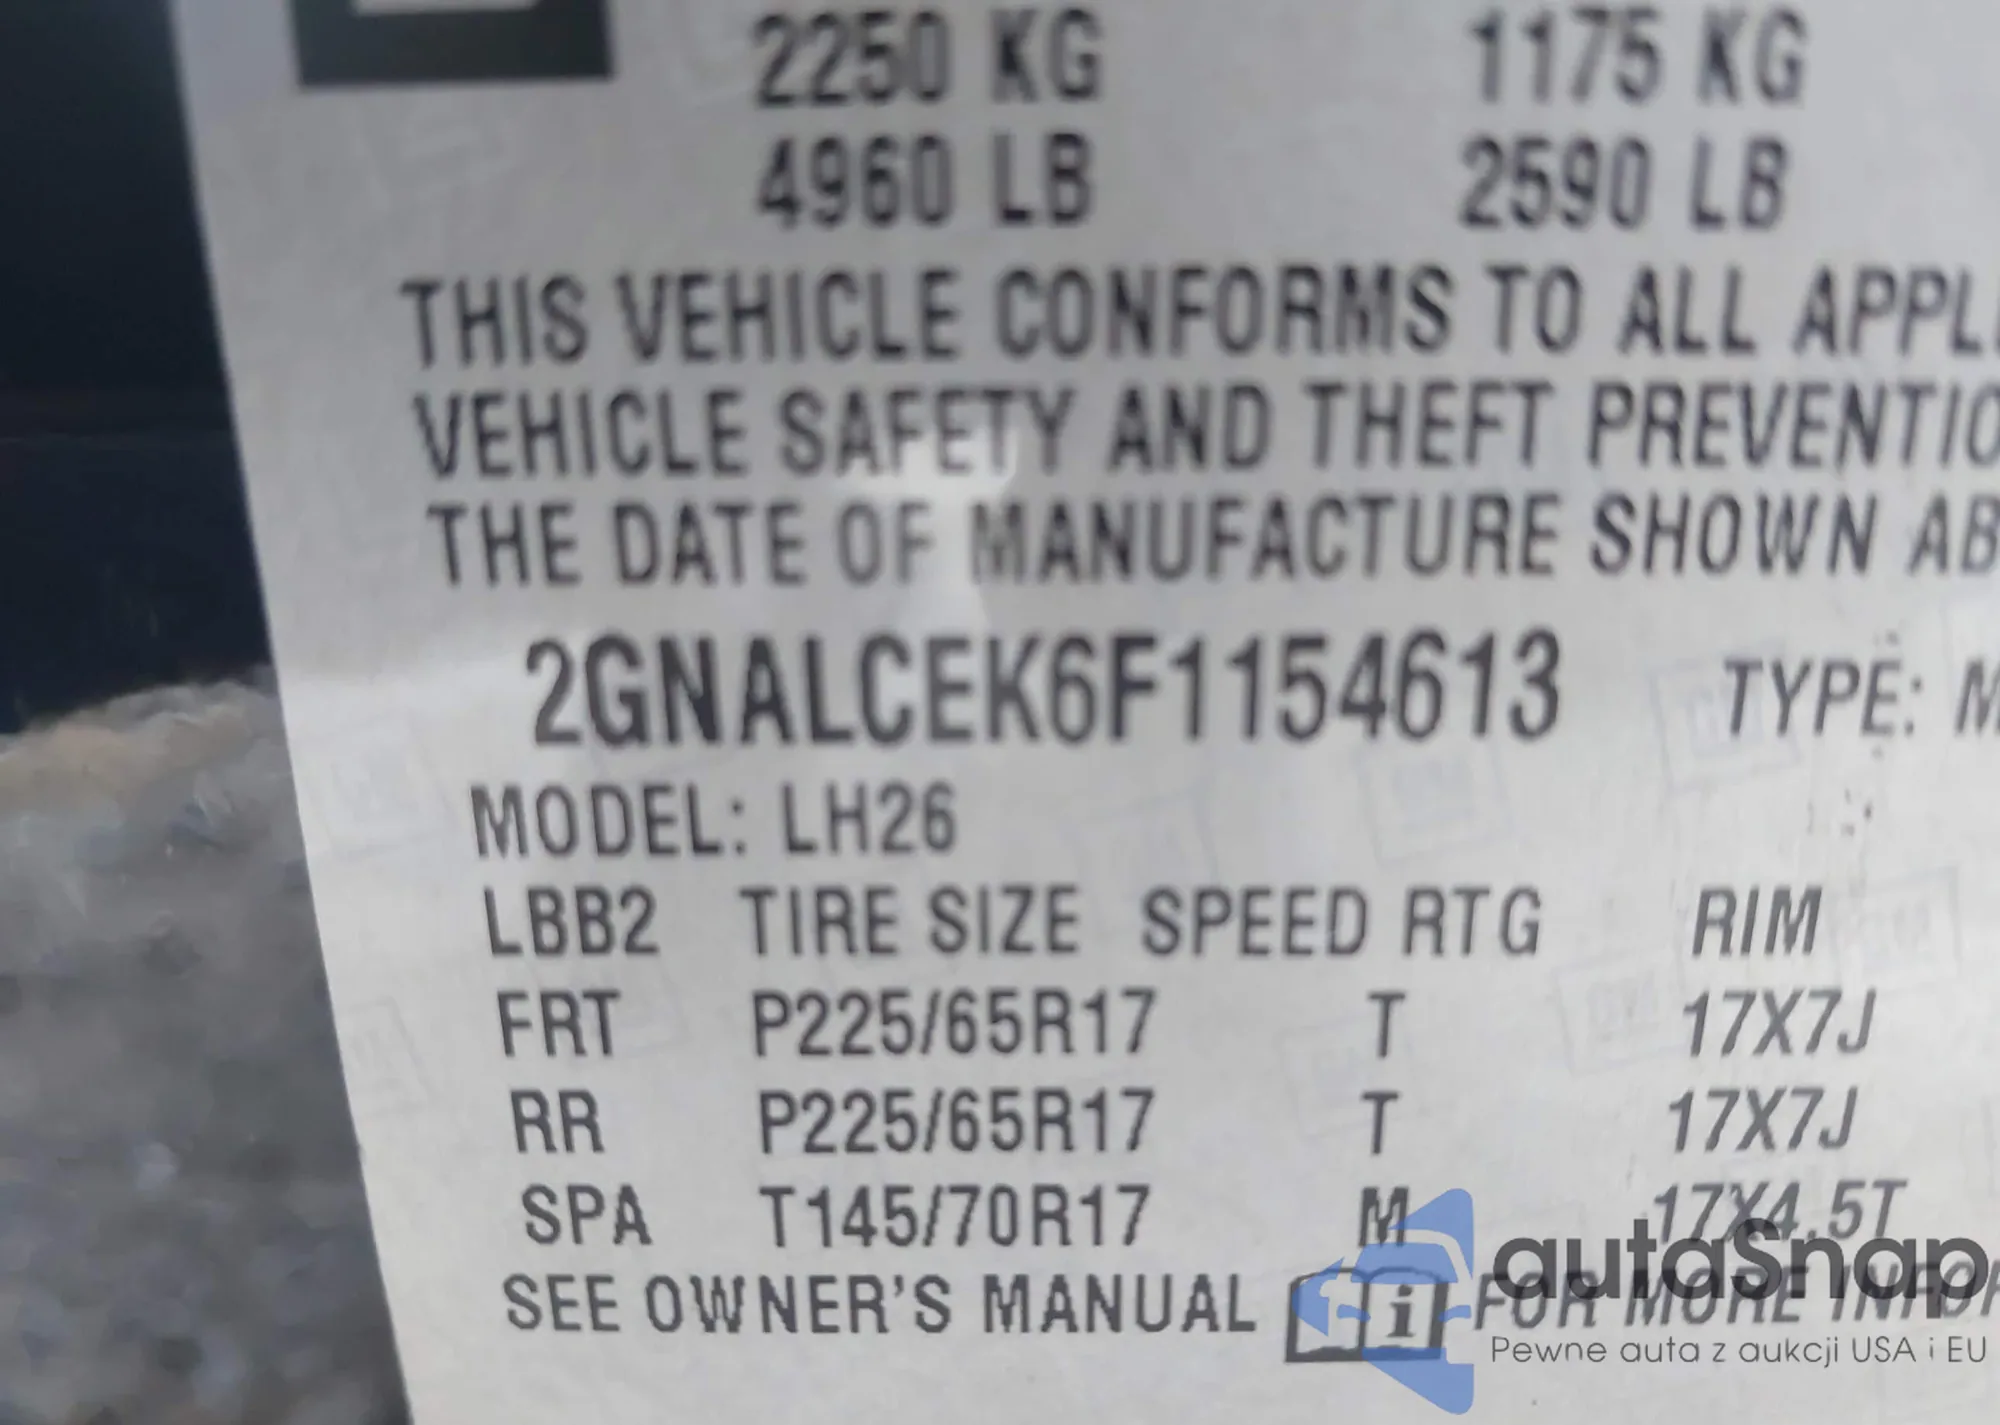 2250 KG 1175 KG
4960 LB 2590 LB
THIS VEHICLE CONFORMS TO ALL APPL
VEHICLE SAFETY AND THEFT PREVENTIO
THE DATE OF MANUFACTURE SHOWN AB
2GNALCEK6F1154613 TYPE: M
MODEL: LH26
LBB2 TIRE SIZE SPEED RTG RIM
FRT P225/65R17 T 17X7J
RR P225/65R17 T 17X7J
SPA T145/70R17 M 17X4.5T
SEE OWNER'S MANUAL i FOR MORE INFOR
autaSnap
Pewne auta z aukcji USA i EU